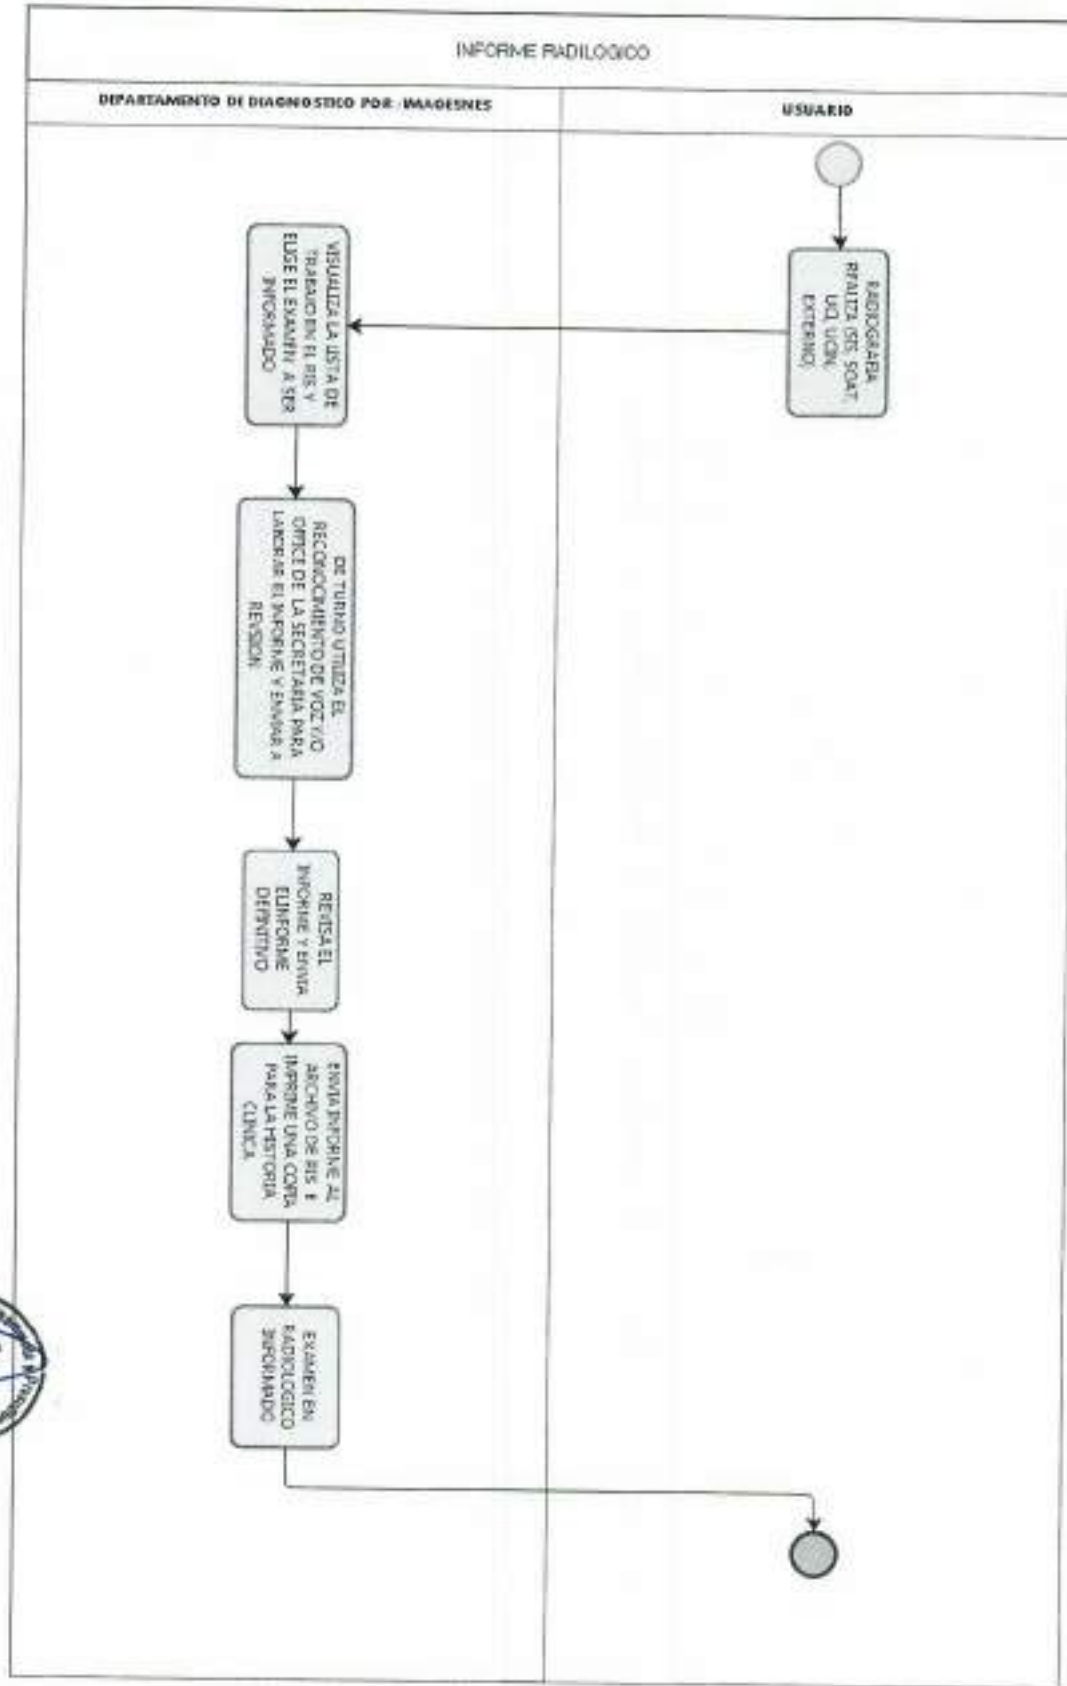 INFORME RADILOGICO
DEPARTAMENTO DE DIAGNOSTICO POR IMAGESNES
USUARIO
RADIOGRAFIA
REALIZA (SIS, SOAT,
UCI, UCIN,
EXTERNO)
VISUALIZA LA LISTA DE
TRABAJO EN EL RIS Y
ELIGE EL EXAMEN A SER
INFORMADO
DE TURNO UTILIZA EL
RECONOCIMIENTO DE VOZ Y/O
OFFICE DE LA SECRETARIA PARA
LABORAR EL INFORME Y ENVIAR A
REVISION
REVISA EL
INFORME Y ENVIA
ELINFORME
DEFINITIVO
ENVIA INFORME AL
ARCHIVO DE RIS E
IMPRIME UNA COPIA
PARA LA HISTORIA
CLINICA
EXAMEN EN
RADIOLOGICO
INFORMADO